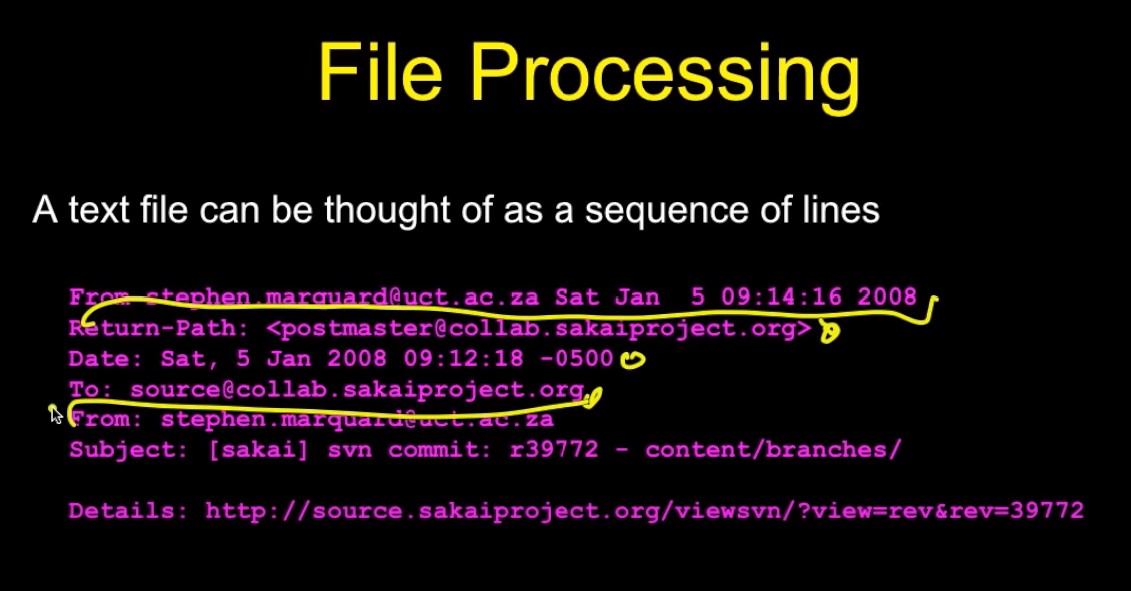 File Processing
A text file can be thought of as a sequence of lines
From stephen.marquard@uct.ac.za Sat Jan  5 09:14:16 2008
Return-Path: <postmaster@collab.sakaiproject.org>
Date: Sat, 5 Jan 2008 09:12:18 -0500
To: source@collab.sakaiproject.org
From: stephen.marquard@uct.ac.za
Subject: [sakai] svn commit: r39772 - content/branches/
Details: http://source.sakaiproject.org/viewsvn/?view=rev&rev=39772